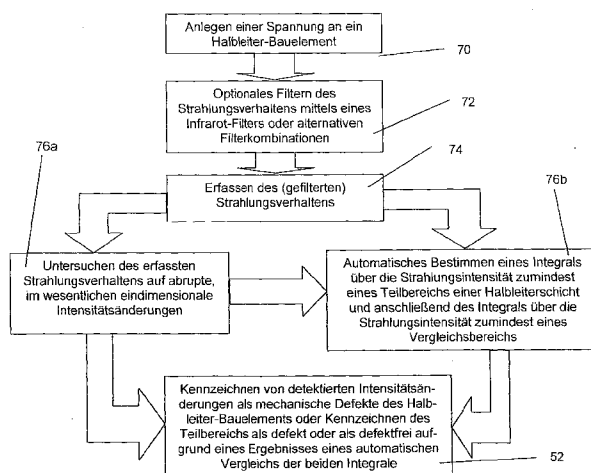 Anlegen einer Spannung an ein
Halbleiter-Bauelement
70
Optionales Filtern des
Strahlungsverhaltens mittels eines
Infrarot-Filters oder alternativen
Filterkombinationen
72
74
76a
Erfassen des (gefilterten)
Strahlungsverhaltens
76b
Untersuchen des erfassten
Strahlungsverhaltens auf abrupte,
im wesentlichen eindimensionale
Intensitätsänderungen
Automatisches Bestimmen eines Integrals
über die Strahlungsintensität zumindest
eines Teilbereichs einer Halbleiterschicht
und anschließend des Integrals über die
Strahlungsintensität zumindest eines
Vergleichsbereichs
Kennzeichnen von detektierten Intensitätsän-
derungen als mechanische Defekte des Halb-
leiter-Bauelements oder Kennzeichnen des
Teilbereichs als defekt oder als defektfrei auf-
grund eines Ergebnisses eines automatischen
Vergleichs der beiden Integrale
52